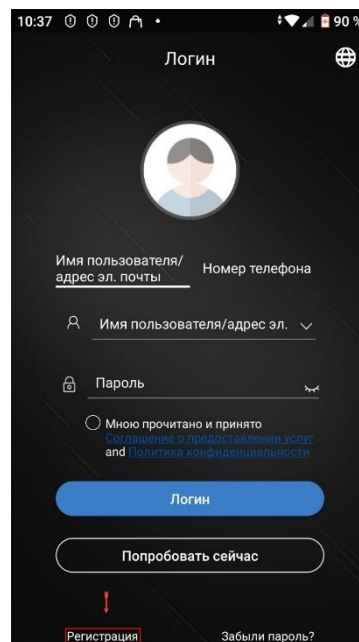 10:37
90 %
Логин
Имя пользователя/
адрес эл. почты
Номер телефона
Имя пользователя/адрес эл.
Пароль
Мною прочитано и принято
Соглашение о предоставлении услуг
and Политика конфиденциальности
Логин
Попробовать сейчас
Регистрация
Забыли пароль?